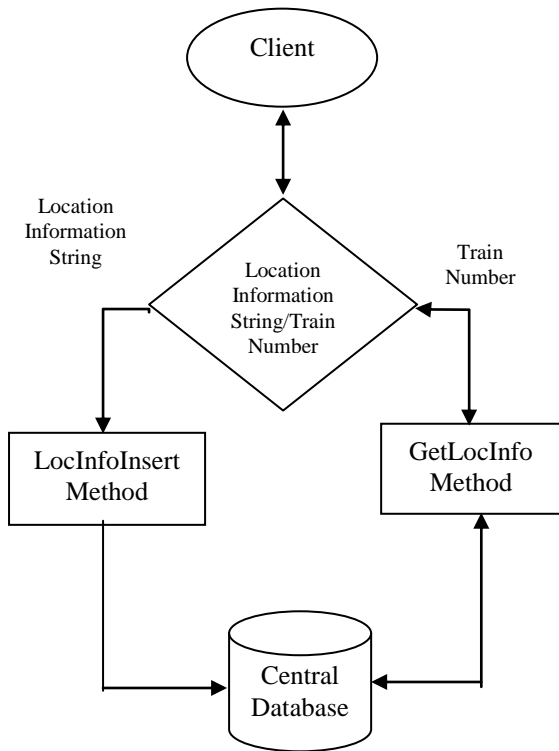 Client
Location
Information
String
Train
Number
Location
Information
String/Train
Number
LocInfoInsert
Method
GetLocInfo
Method
Central
Database